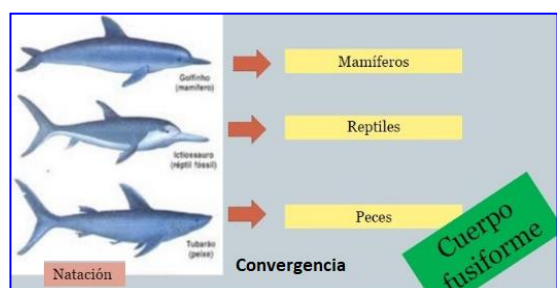 Golfinho
(mamífero)
Mamíferos
Ictiossauro
(réptil fóssil)
Reptiles
Tubarão
(peixe)
Peces
Natación
Convergencia
Cuerpo
fusiforme